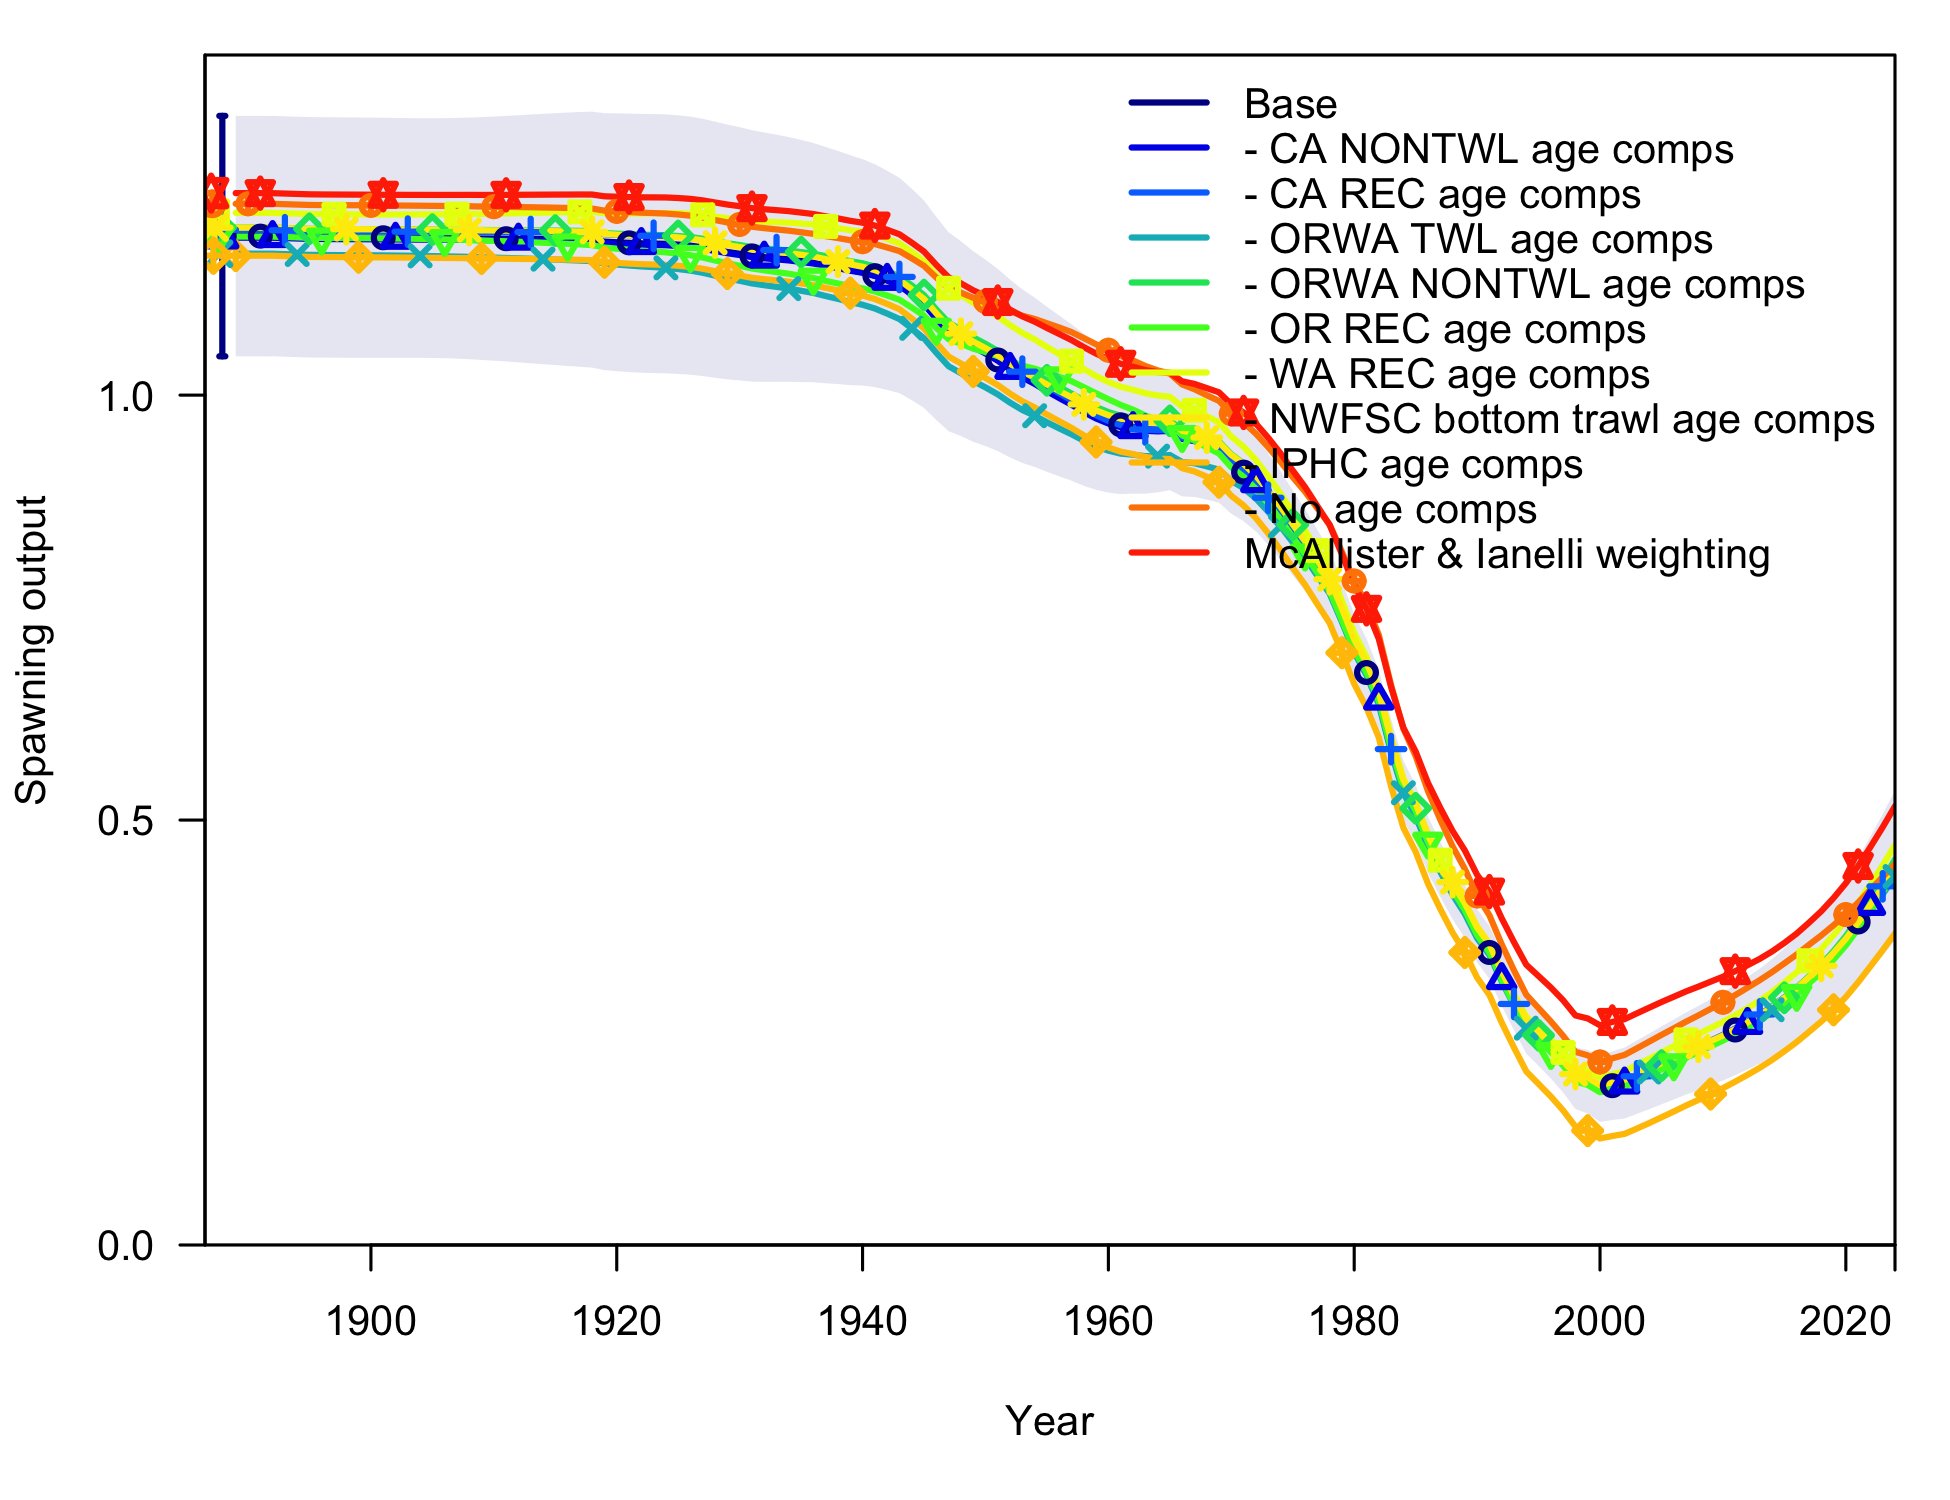 Base
- CA NONTWL age comps
- CA REC age comps
- ORWA TWL age comps
- ORWA NONTWL age comps
- OR REC age comps
- WA REC age comps
- NWFSC bottom trawl age comps
- IPHC age comps
- No age comps
McAllister & Ianelli weighting
Spawning output
1.0
0.5
0.0
1900 1920 1940 1960 1980 2000 2020
Year